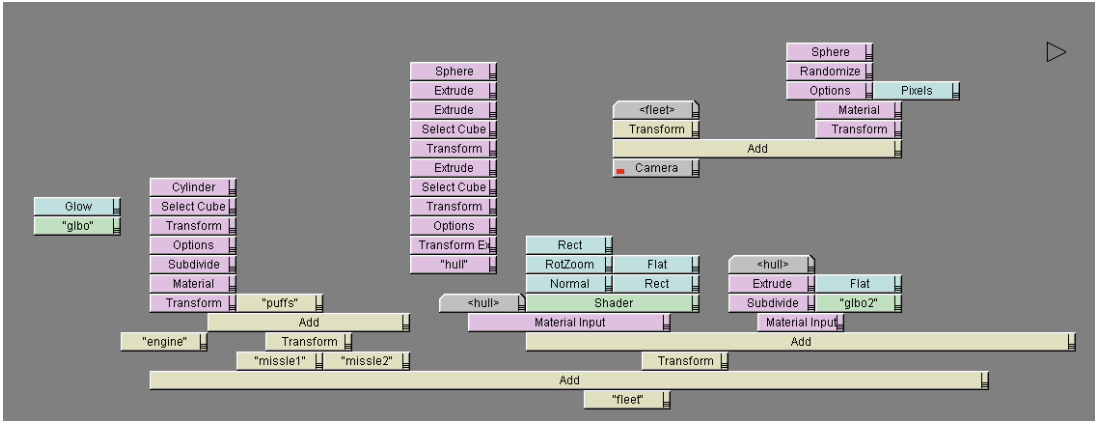 Sphere
Sphere Randomize
Extrude Options Pixels
Extrude <fleet> Material
Select Cube Transform Transform
Transform Add
Extrude Camera
Cylinder Select Cube
Glow Select Cube Transform
"glbo" Transform Options
Options Transform Ex Rect
Subdivide "hull" RotZoom Flat <hull>
Material Normal Rect Extrude Flat
Transform "puffs" <hull> Shader Subdivide "glbo2"
Add Material Input Material Input
"engine" Transform Add
"missle1" "missle2" Transform
Add
"fleet"